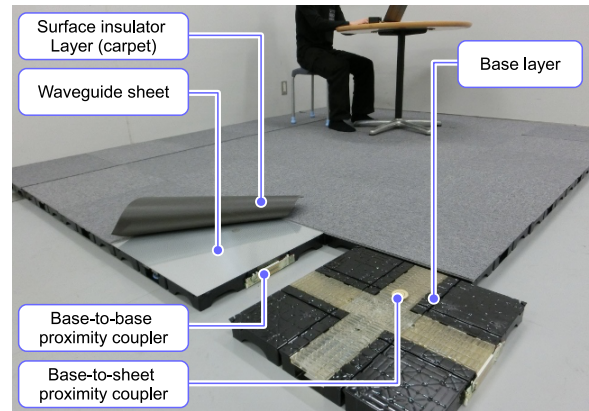 Surface insulator
Layer (carpet)
Waveguide sheet
Base layer
Base-to-base
proximity coupler
Base-to-sheet
proximity coupler